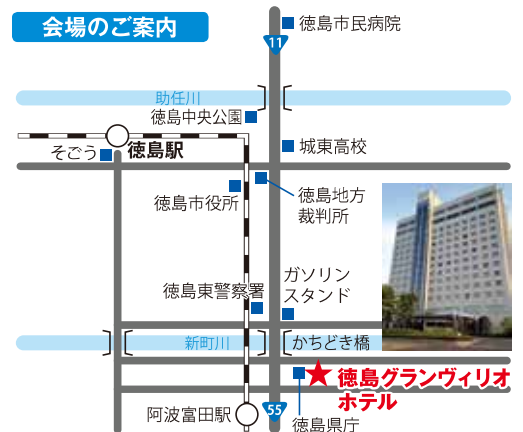 会場のご案内
徳島市民病院
11
助任川
徳島中央公園
そごう
徳島駅
城東高校
徳島市役所
徳島地方
裁判所
徳島東警察署
ガソリン
スタンド
新町川
かちどき橋
徳島グランヴィリオ
ホテル
阿波富田駅
55
徳島県庁